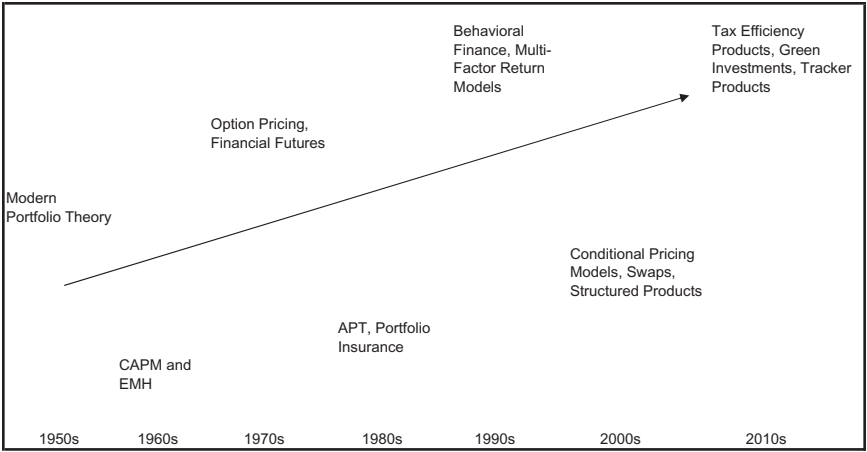 Behavioral
Finance, Multi-
Factor Return
Models
Tax Efficiency
Products, Green
Investments, Tracker
Products
Option Pricing,
Financial Futures
Modern
Portfolio Theory
Conditional Pricing
Models, Swaps,
Structured Products
APT, Portfolio
Insurance
CAPM and
EMH
1950s 1960s 1970s 1980s 1990s 2000s 2010s